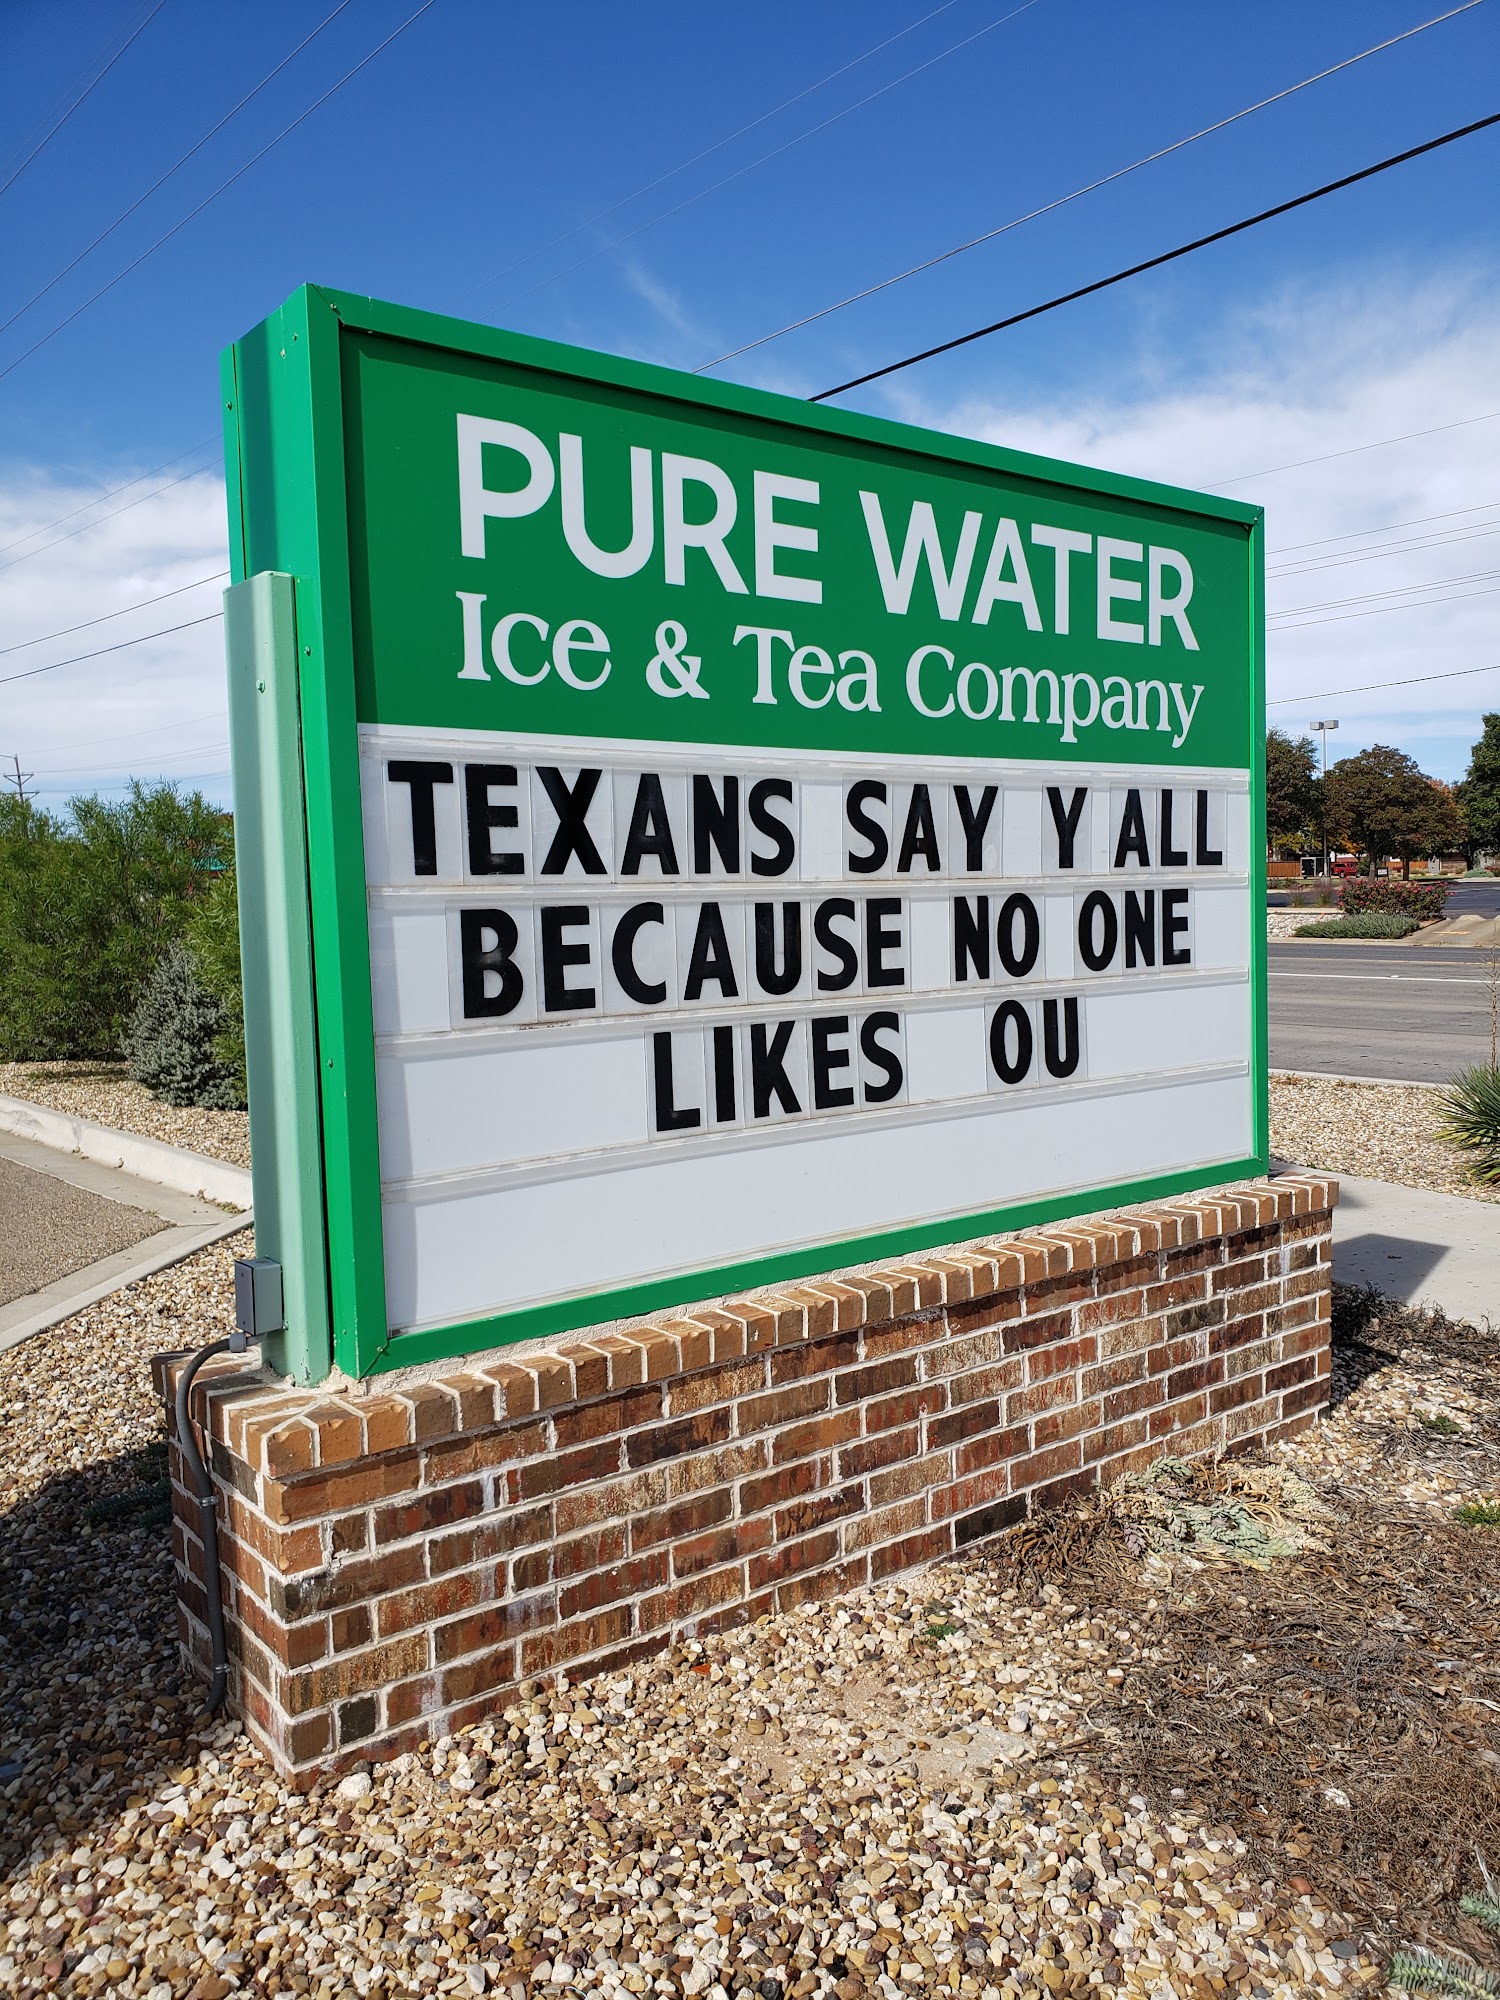 PURE WATER
Ice & Tea Company
TEXANS SAY Y ALL
BECAUSE NO ONE
LIKES OU